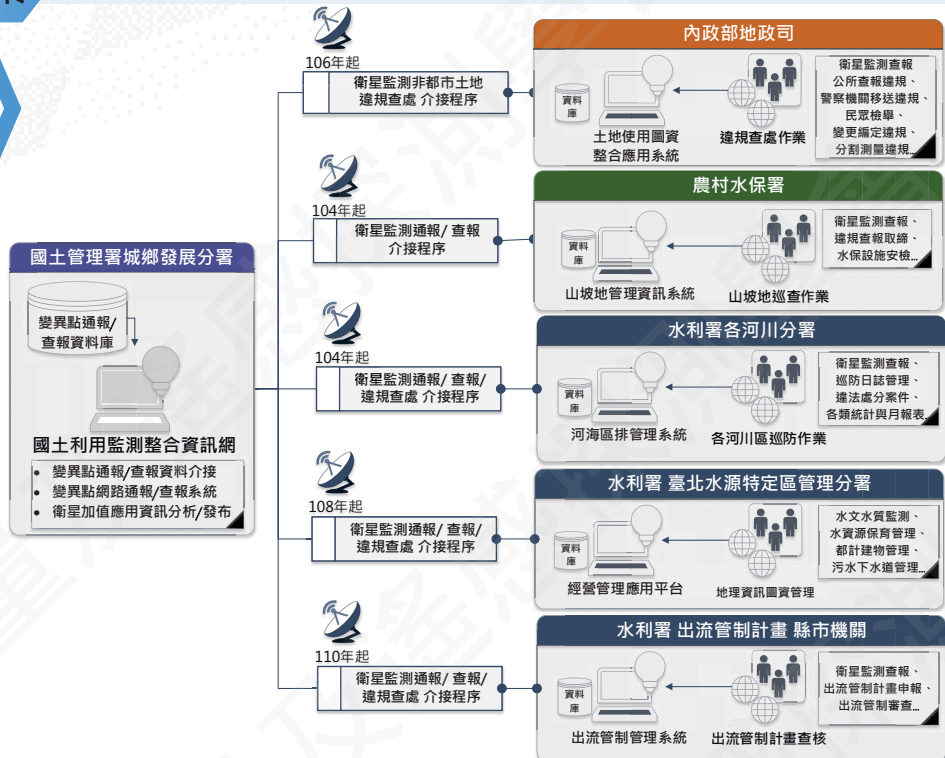 國土管理署城鄉發展分署
變異點通報/
查報資料庫
國土利用監測整合資訊網
• 變異點通報/查報資料介接
• 變異點網路通報/查報系統
• 衛星加值應用資訊分析/發布
106年起
衛星監測非都市土地
違規查處 介接程序
內政部地政司
資料
庫
土地使用圖資
整合應用系統
違規查處作業
衛星監測查報
公所查報違規、
警察機關移送違規、
民眾檢舉、
變更編定違規、
分割測量違規…
104年起
衛星監測通報/ 查報
介接程序
農村水保署
資料
庫
山坡地管理資訊系統
山坡地巡查作業
衛星監測查報、
違規查報取締、
水保設施安檢…
104年起
衛星監測通報/ 查報/
違規查處 介接程序
水利署各河川分署
資料
庫
河海區排管理系統
各河川區巡防作業
衛星監測查報、
巡防日誌管理、
違法處分案件、
各類統計與月報表…
108年起
衛星監測通報/ 查報/
違規查處 介接程序
水利署 臺北水源特定區管理分署
資料
庫
經營管理應用平台
地理資訊圖資管理
水文水質監測、
水資源保育管理、
都計建物管理、
污水下水道管理…
110年起
衛星監測通報/ 查報/
違規查處 介接程序
水利署 出流管制計畫 縣市機關
資料
庫
出流管制管理系統
出流管制計畫查核
衛星監測查報、
出流管制計畫申報、
出流管制審查…